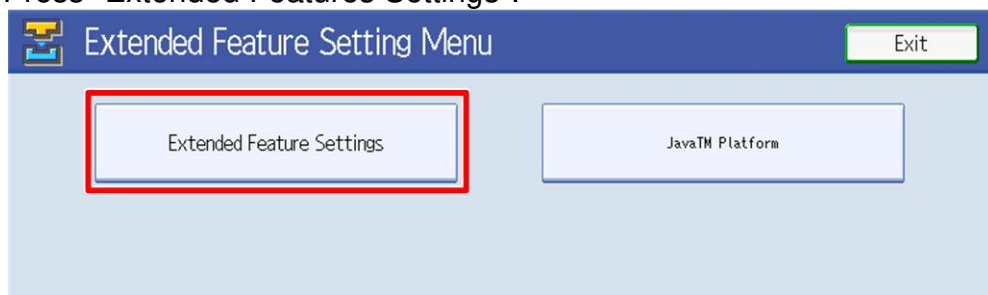 Press "Extended Features Settings".
Extended Feature Setting Menu
Exit
Extended Feature Settings
JavaTM Platform